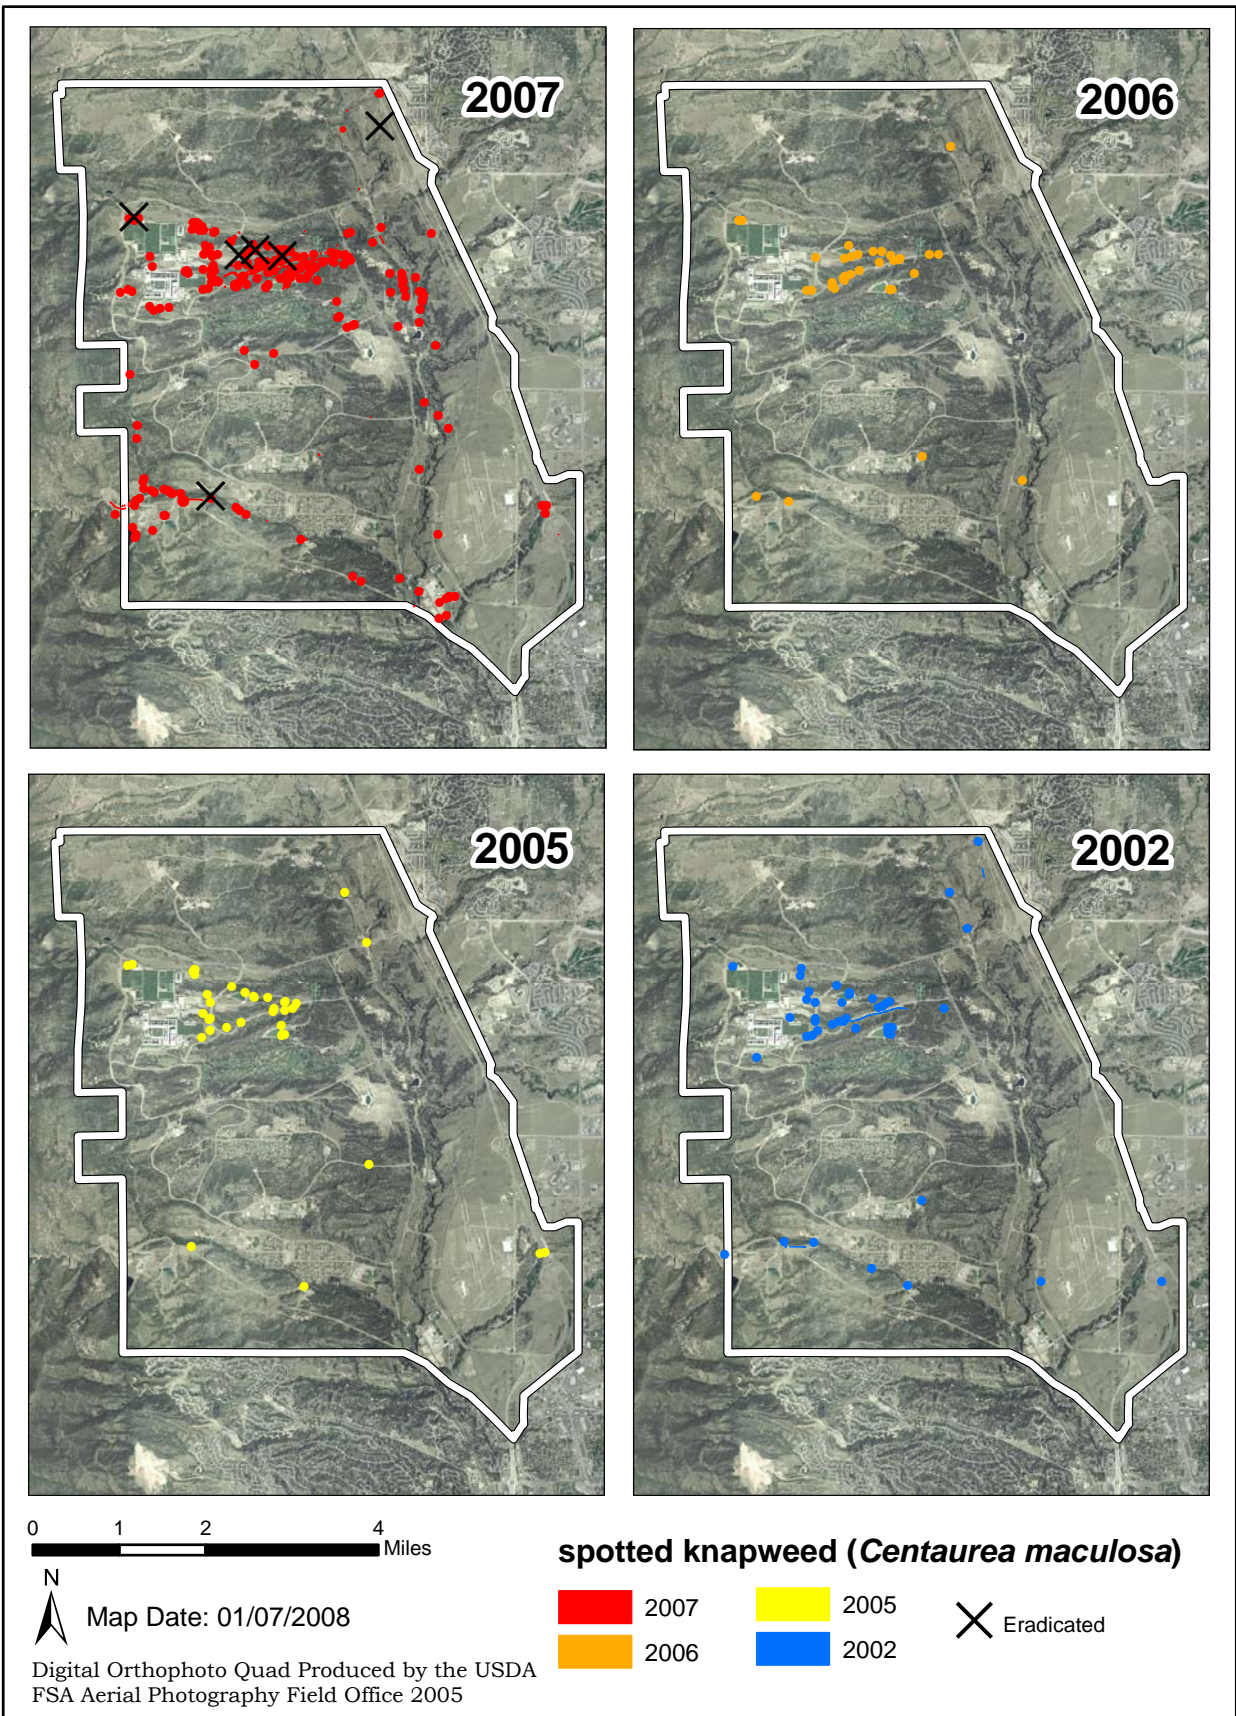 2007
2006
2005
2002
0 1 2 4
Miles
N
Map Date: 01/07/2008
Digital Orthophoto Quad Produced by the USDA
FSA Aerial Photography Field Office 2005
spotted knapweed (Centaurea maculosa)
2007
2006
2005
2002
Eradicated